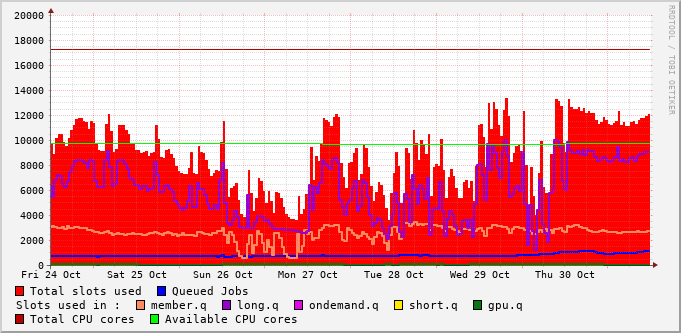 20000
18000
16000
14000
12000
10000
8000
6000
4000
2000
0
Fri 24 Oct Sat 25 Oct Sun 26 Oct Mon 27 Oct Tue 28 Oct Wed 29 Oct Thu 30 Oct
RRDTOOL / TOBI OETIKER
Total slots used Queued Jobs
Slots used in : member.q long.q ondemand.q short.q gpu.q
Total CPU cores Available CPU cores